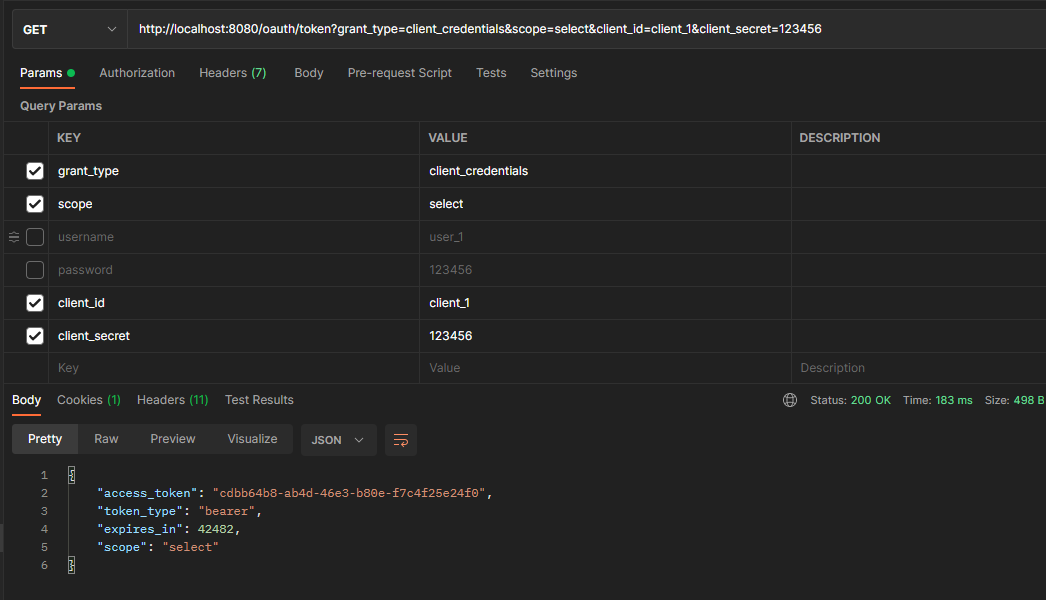 GET http://localhost:8080/oauth/token?grant_type=client_credentials&scope=select&client_id=client_1&client_secret=123456
Params Authorization Headers (7) Body Pre-request Script Tests Settings
Query Params
KEY VALUE DESCRIPTION
grant_type client_credentials
scope select
username user_1
password 123456
client_id client_1
client_secret 123456
Key Value Description
Body Cookies (1) Headers (11) Test Results Status: 200 OK Time: 183 ms Size: 498 B
Pretty Raw Preview Visualize JSON
1 {
2 "access_token": "cdbb64b8-ab4d-46e3-b80e-f7c4f25e24f0",
3 "token_type": "bearer",
4 "expires_in": 42482,
5 "scope": "select"
6 }